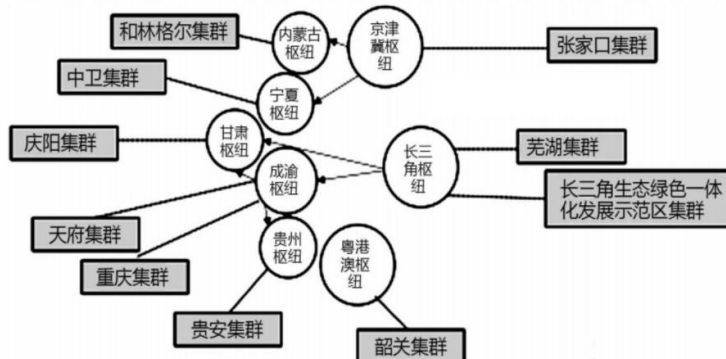 和林格尔集群
内蒙古
枢纽
京津
冀枢
纽
张家口集群
中卫集群
宁夏
枢纽
庆阳集群
甘肃
枢纽
长三
角枢
纽
芜湖集群
成渝
枢纽
长三角生态绿色一体
化发展示范区集群
天府集群
贵州
枢纽
粤港
澳枢
纽
重庆集群
贵安集群
韶关集群